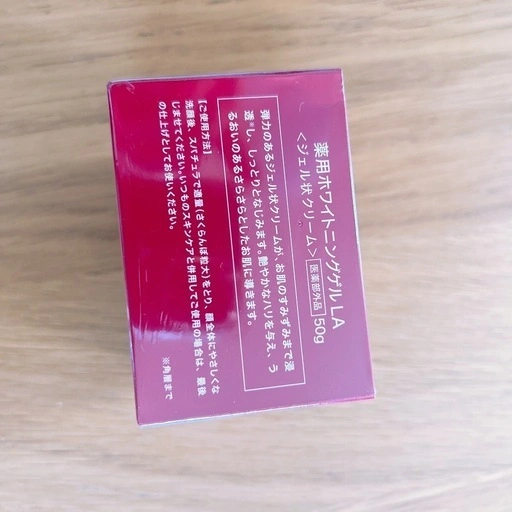 薬用ホワイトニングゲルLA
<ジェル状クリーム> 医薬部外品 50g
弾力のあるジェル状クリームが、お肌のすみずみまで浸
透※し、しっとりとなじみます。艶やかなハリを与え、う
るおいのあるさらさらとしたお肌に導きます。
【ご使用方法】
洗顔後、スパチュラで適量(さくらんぼ粒大)をとり、顔全体にやさしくな
じませてください。いつものスキンケアと併用してご使用の場合は、最後
の仕上げとしてお使いください。
※角層まで